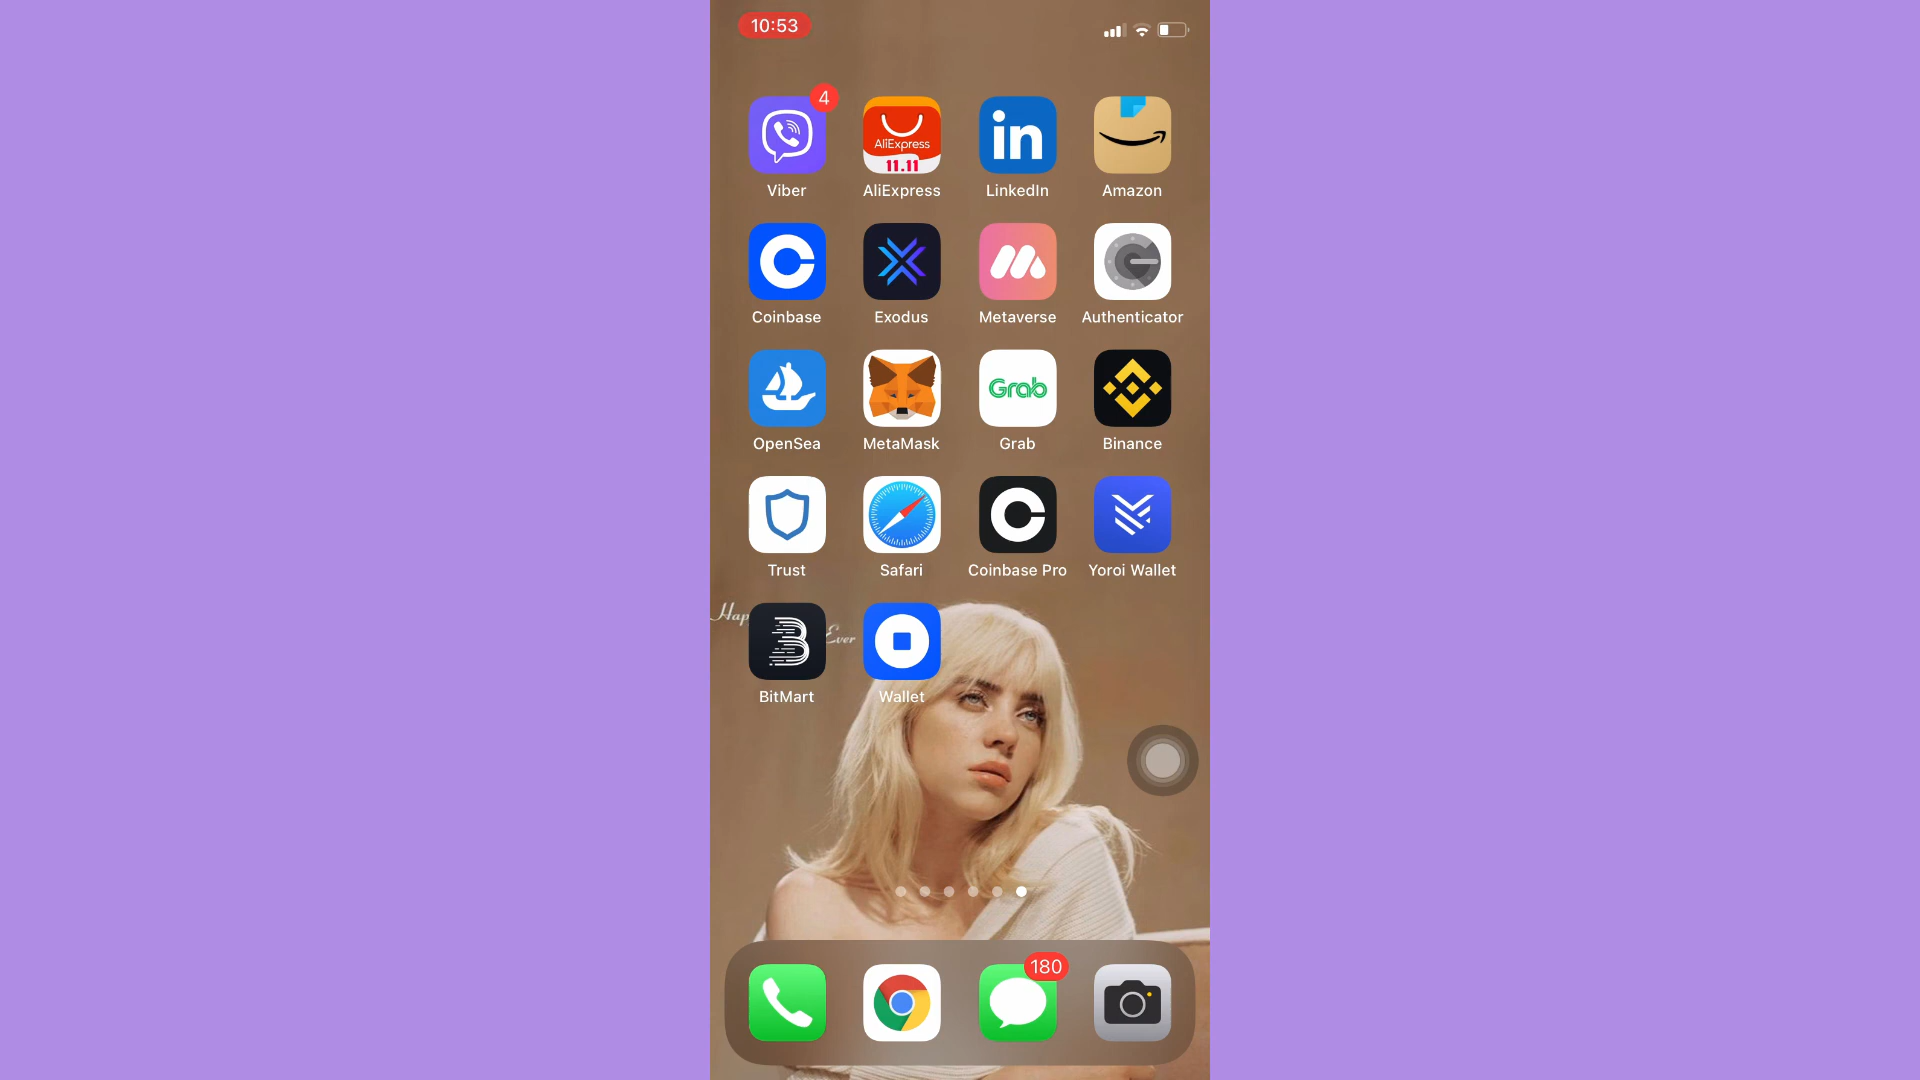 10:53
4
AliExpress
11.11
in
Viber
AliExpress
LinkedIn
Amazon
Coinbase
Exodus
Metaverse
Authenticator
Grab
OpenSea
MetaMask
Grab
Binance
Trust
Safari
Coinbase Pro
Yoroi Wallet
Hap
Ever
B
BitMart
Wallet
180